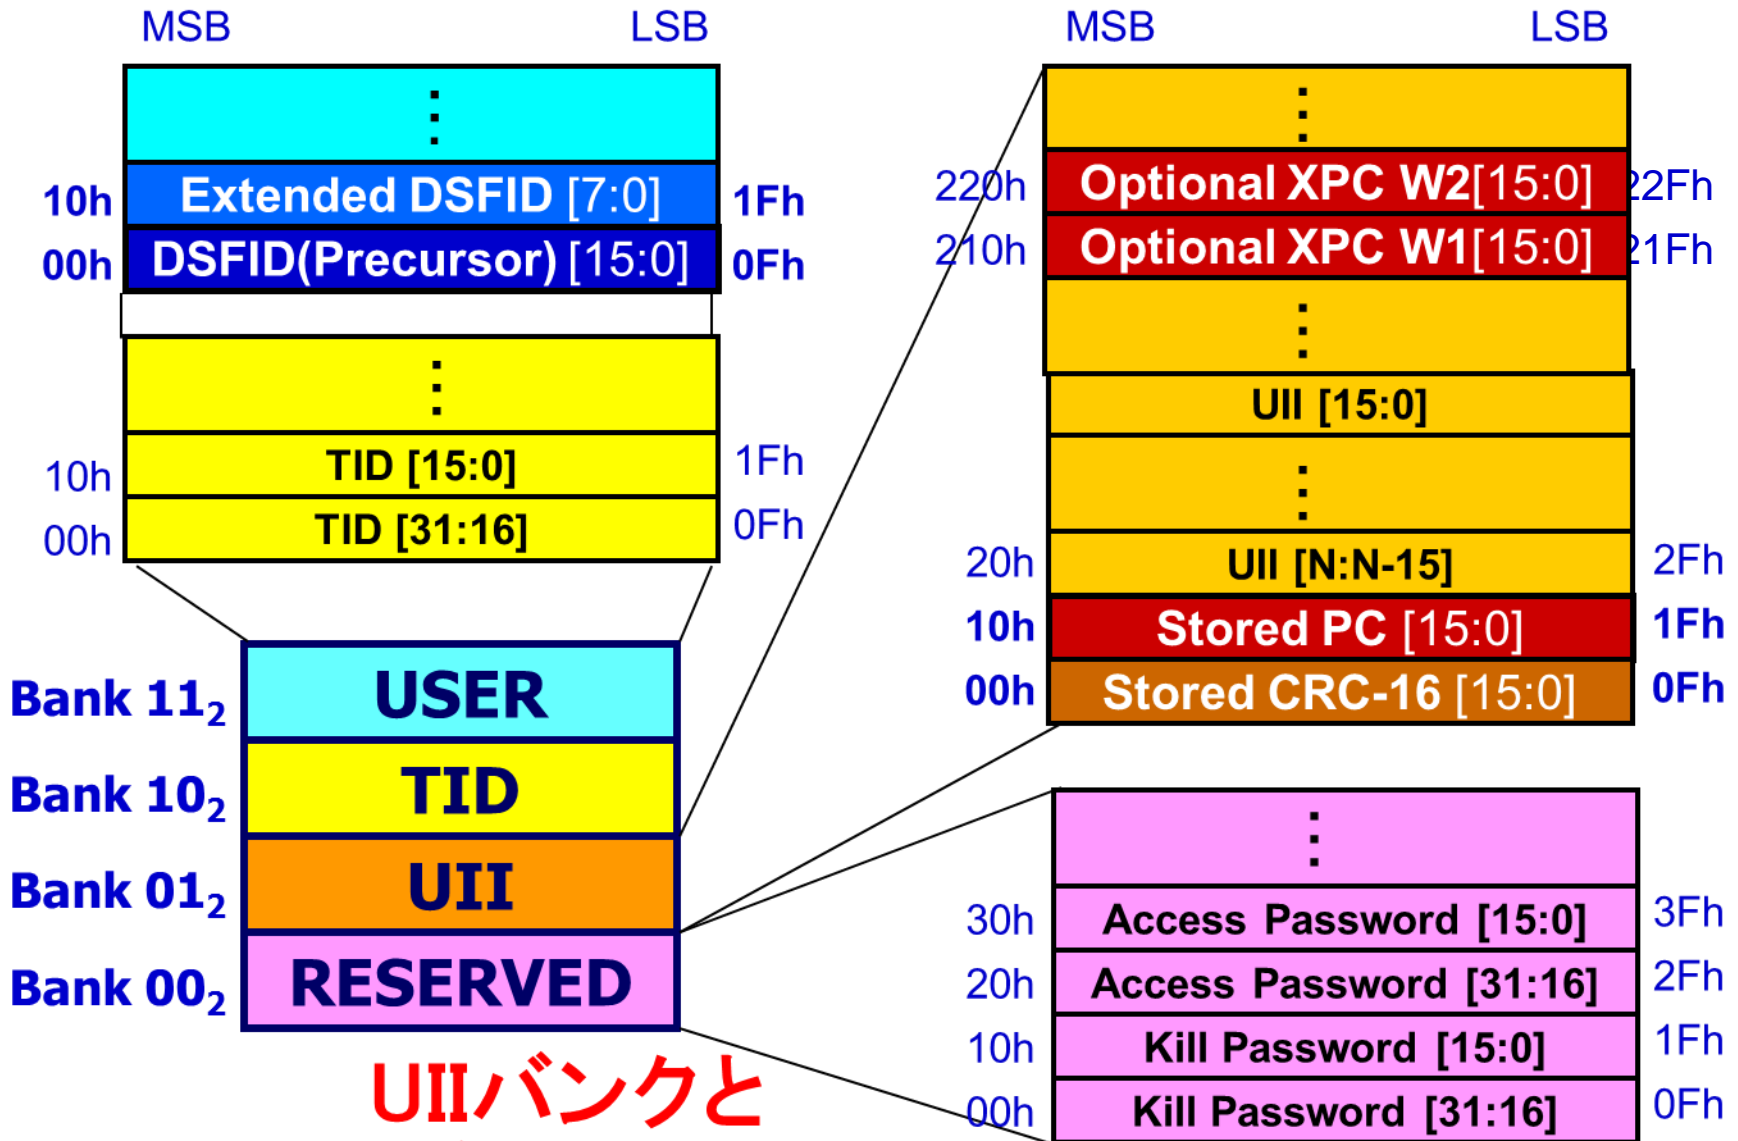 MSB LSB
⋮
10h Extended DSFID [7:0] 1Fh
00h DSFID(Precursor) [15:0] 0Fh
⋮
10h TID [15:0] 1Fh
00h TID [31:16] 0Fh
Bank 11₂ USER
Bank 10₂ TID
Bank 01₂ UII
Bank 00₂ RESERVED
UIIバンクと
MSB LSB
⋮
220h Optional XPC W2[15:0] 22Fh
210h Optional XPC W1[15:0] 21Fh
⋮
UII [15:0]
⋮
20h UII [N:N-15] 2Fh
10h Stored PC [15:0] 1Fh
00h Stored CRC-16 [15:0] 0Fh
⋮
30h Access Password [15:0] 3Fh
20h Access Password [31:16] 2Fh
10h Kill Password [15:0] 1Fh
00h Kill Password [31:16] 0Fh